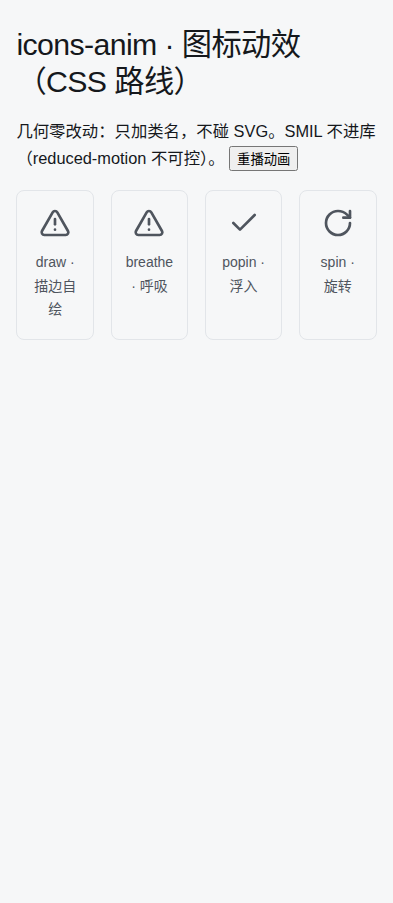 icons-anim · 图标动效
（CSS 路线）
几何零改动：只加类名，不碰 SVG。SMIL 不进库
（reduced-motion 不可控）。 重播动画
draw ·
描边自
绘
breathe
· 呼吸
popin ·
浮入
spin ·
旋转